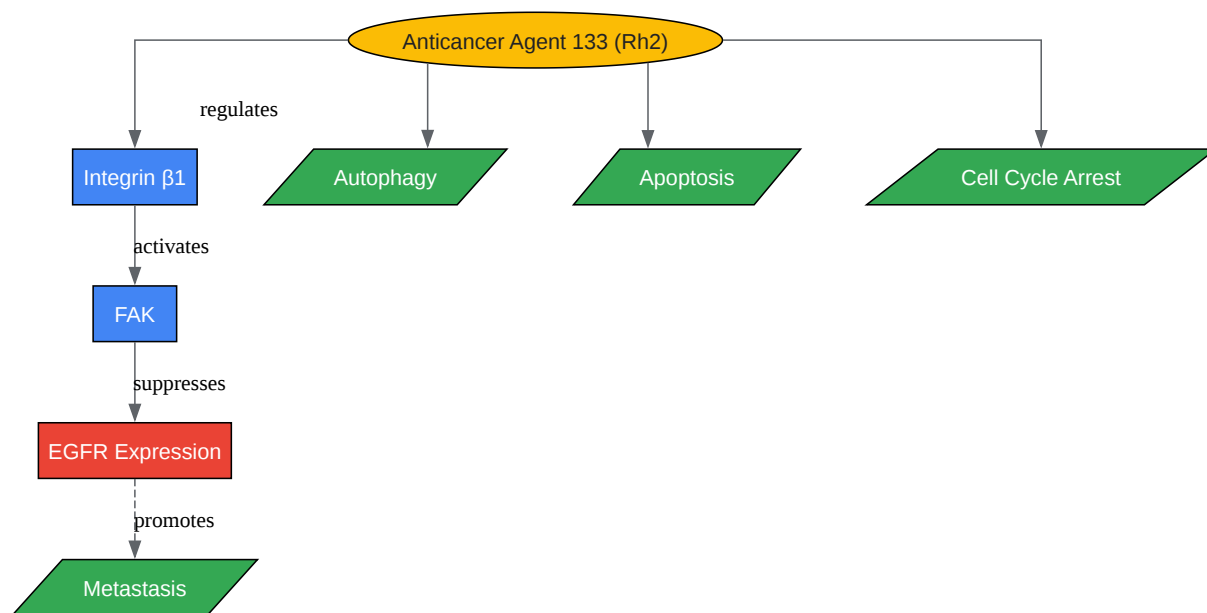 Anticancer Agent 133 (Rh2)
regulates
Integrin β1
Autophagy
Apoptosis
Cell Cycle Arrest
activates
FAK
suppresses
EGFR Expression
promotes
Metastasis